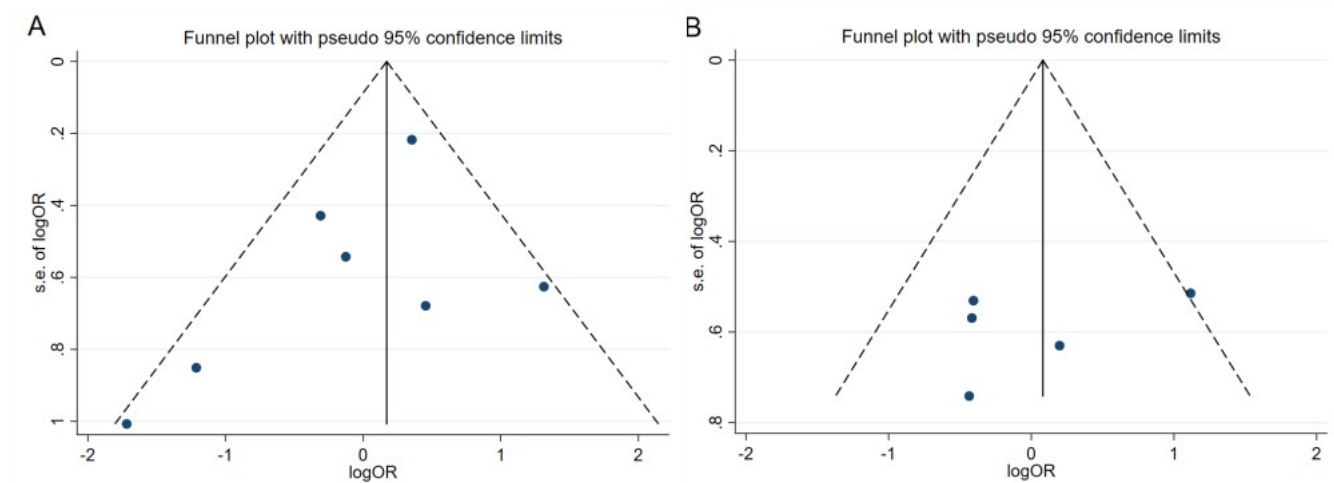 A
Funnel plot with pseudo 95% confidence limits
s.e. of logOR
0
.2
.4
.6
.8
1
-2
-1
0
1
2
logOR
B
Funnel plot with pseudo 95% confidence limits
s.e. of logOR
0
.2
.4
.6
.8
-2
-1
0
1
2
logOR